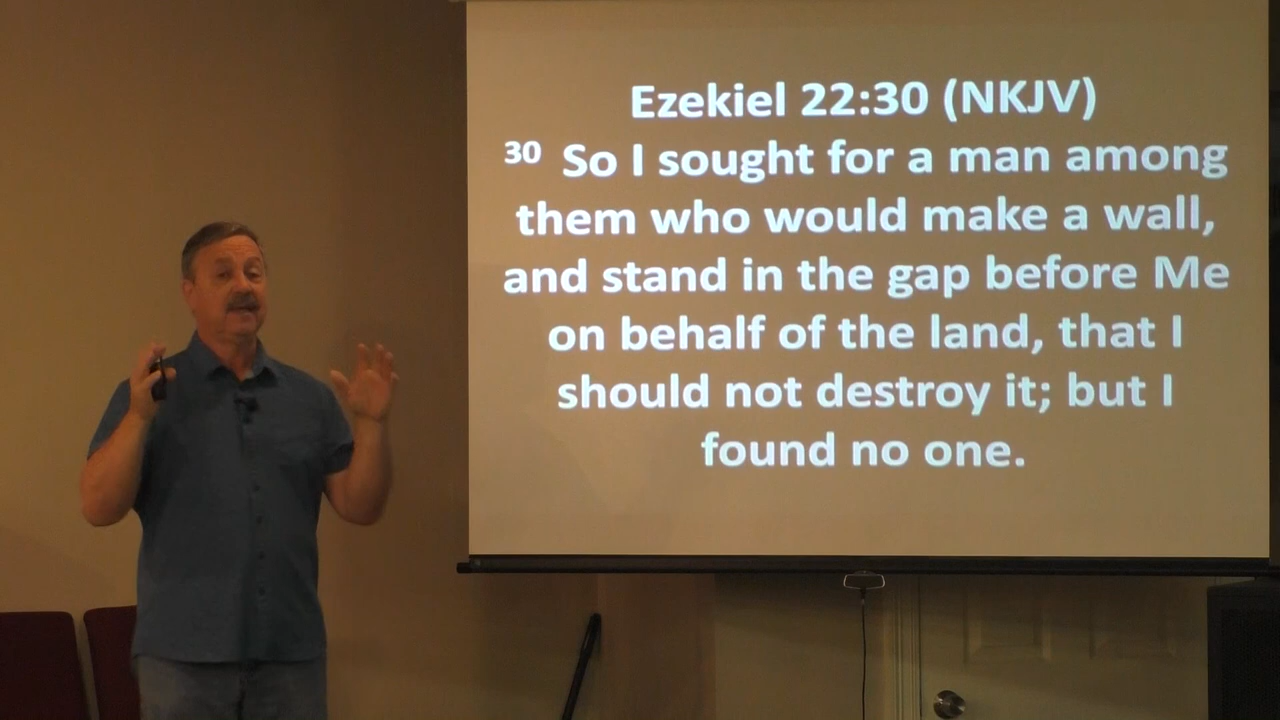 Ezekiel 22:30 (NKJV)
30 So I sought for a man among
them who would make a wall,
and stand in the gap before Me
on behalf of the land, that I
should not destroy it; but I
found no one.